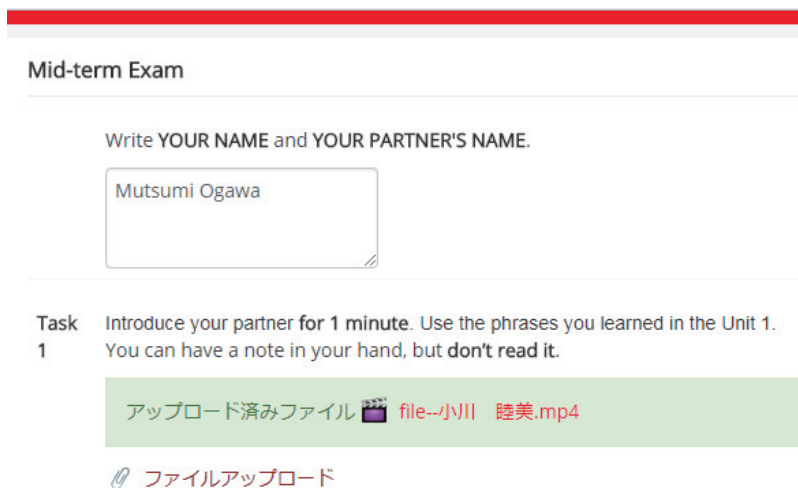 Mid-term Exam
Write YOUR NAME and YOUR PARTNER'S NAME.
Mutsumi Ogawa
Task 1
Introduce your partner for 1 minute. Use the phrases you learned in the Unit 1.
You can have a note in your hand, but don't read it.
アップロード済みファイル file--小川　睦美.mp4
ファイルアップロード